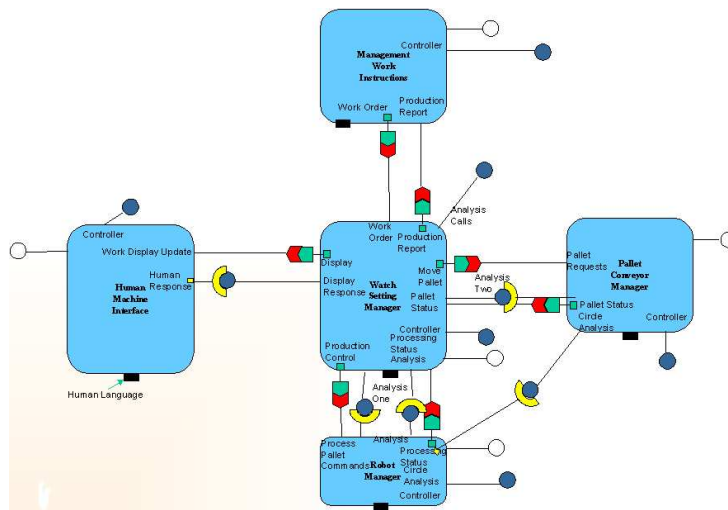 Controller
Management
Work
Instructions
Work Order
Production
Report
Controller
Work Display Update
Human
Response
Human
Machine
Interface
Human Language
Work
Order
Production
Report
Analysis
Calls
Display
Move
Pallet
Display
Response
Watch
Setting
Manager
Pallet
Status
Analysis
Two
Controller
Processing
Status
Analysis
Production
Control
Pallet
Requests
Pallet
Conveyor
Manager
Pallet Status
Circle
Analysis
Controller
Analysis
One
Process
Pallet
Commands
Analysis
Processing
Status
Robot
Manager
Circle
Analysis
Controller